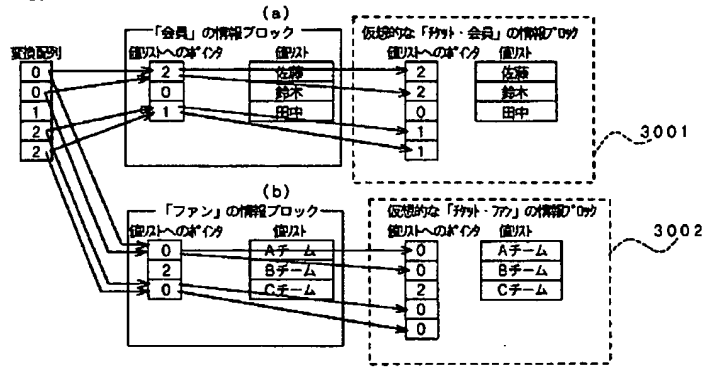 (a)
「会員」の情報ブロック
仮想的な「チケット・会員」の情報ブロック
変換配列
値リストへのポインタ
値リスト
値リストへのポインタ
値リスト
0
0
1
2
2
2
0
1
佐藤
鈴木
田中
2
2
0
1
1
佐藤
鈴木
田中
3001
(b)
「ファン」の情報ブロック
仮想的な「チケット・ファン」の情報ブロック
値リストへのポインタ
値リスト
値リストへのポインタ
値リスト
0
2
0
Aチーム
Bチーム
Cチーム
0
0
2
0
0
Aチーム
Bチーム
Cチーム
3002